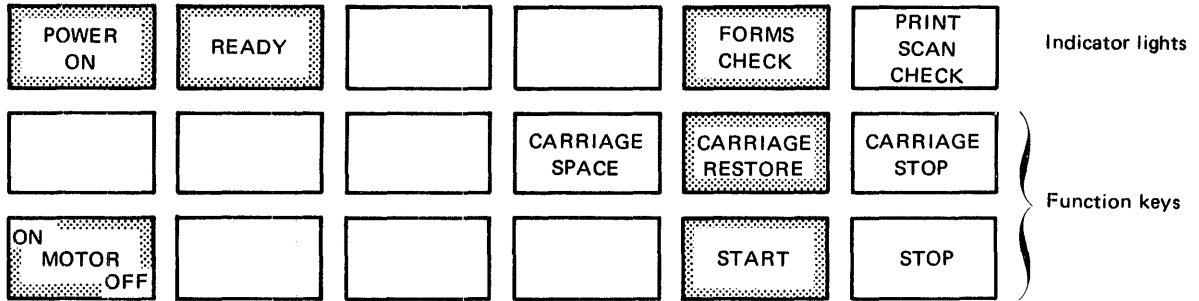 POWER
ON
READY
FORMS
CHECK
PRINT
SCAN
CHECK
Indicator lights
CARRIAGE
SPACE
CARRIAGE
RESTORE
CARRIAGE
STOP
Function keys
ON
MOTOR
OFF
START
STOP